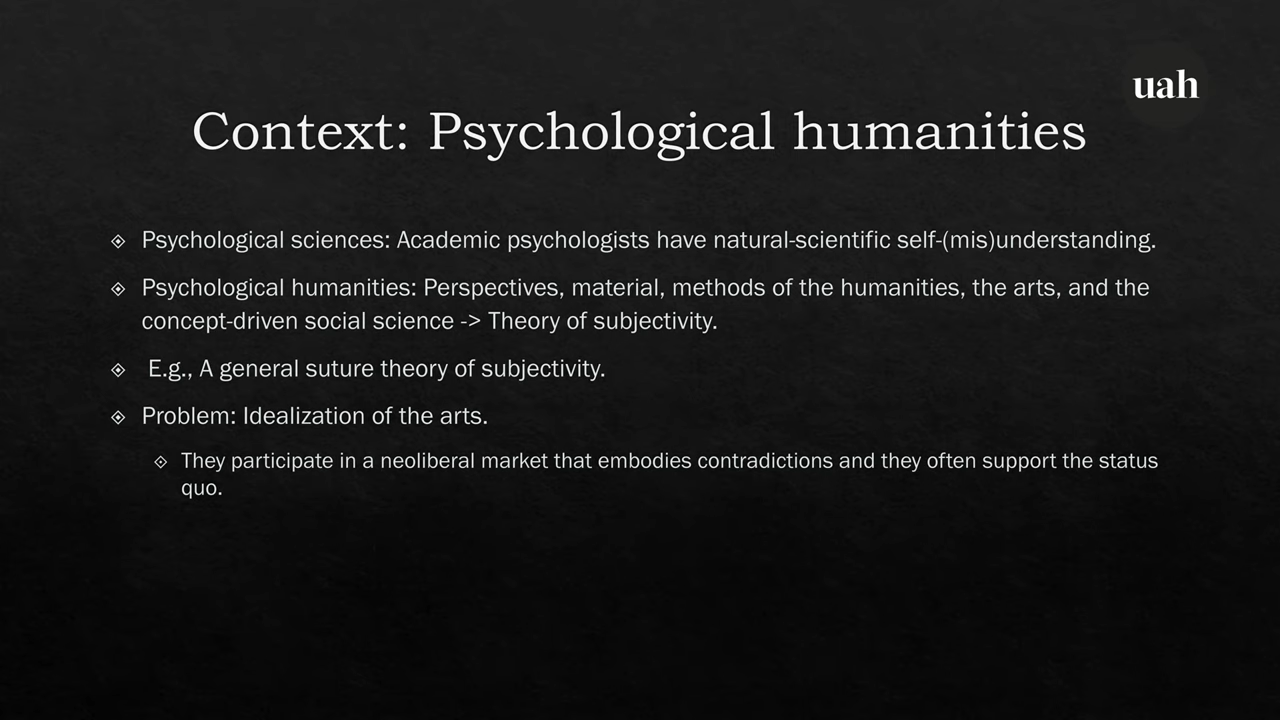 uah
Context: Psychological humanities
Psychological sciences: Academic psychologists have natural-scientific self-(mis)understanding.
Psychological humanities: Perspectives, material, methods of the humanities, the arts, and the
concept-driven social science -> Theory of subjectivity.
E.g., A general suture theory of subjectivity.
Problem: Idealization of the arts.
They participate in a neoliberal market that embodies contradictions and they often support the status
quo.